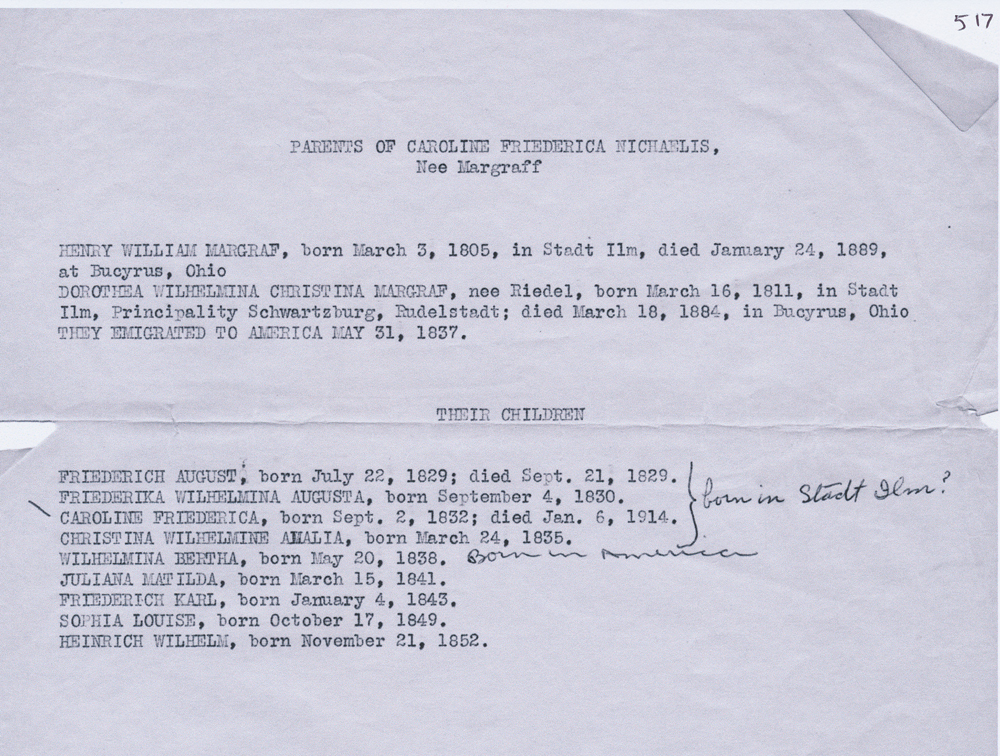 517
PARENTS OF CAROLINE FRIEDERICA NICHAELIS,
Nee Margraff
HENRY WILLIAM MARGRAF, born March 3, 1805, in Stadt Ilm, died January 24, 1889,
at Bucyrus, Ohio
DOROTHEA WILHELMINA CHRISTINA MARGRAF, nee Riedel, born March 16, 1811, in Stadt
Ilm, Principality Schwartzburg, Rudelstadt; died March 18, 1884, in Bucyrus, Ohio
THEY EMIGRATED TO AMERICA MAY 31, 1837.
THEIR CHILDREN
FRIEDERICH AUGUST; born July 22, 1829; died Sept. 21, 1829.
FRIEDERIKA WILHELMINA AUGUSTA, born September 4, 1830. born in Stadt Ilm?
\ CAROLINE FRIEDERICA, born Sept. 2, 1832; died Jan. 6, 1914.
CHRISTINA WILHELMINE AMALIA, born March 24, 1835.
WILHELMINA BERTHA, born May 20, 1838. Born in America
JULIANA MATILDA, born March 15, 1841.
FRIEDERICH KARL, born January 4, 1843.
SOPHIA LOUISE, born October 17, 1849.
HEINRICH WILHELM, born November 21, 1852.